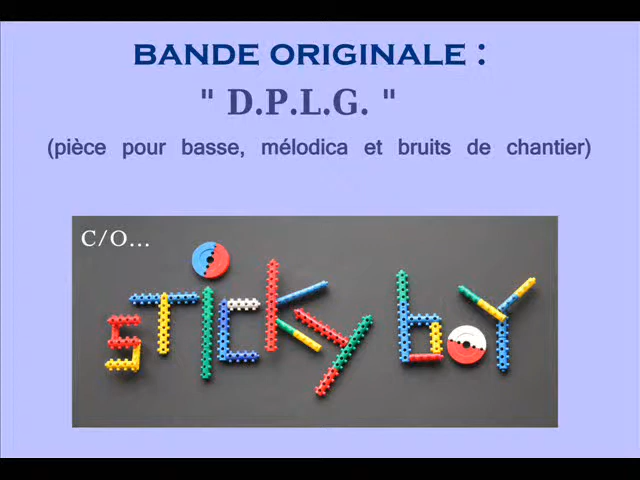 BANDE ORIGINALE :
" D.P.L.G. "
(pièce pour basse, mélodica et bruits de chantier)
C/O...
STiCKY boY